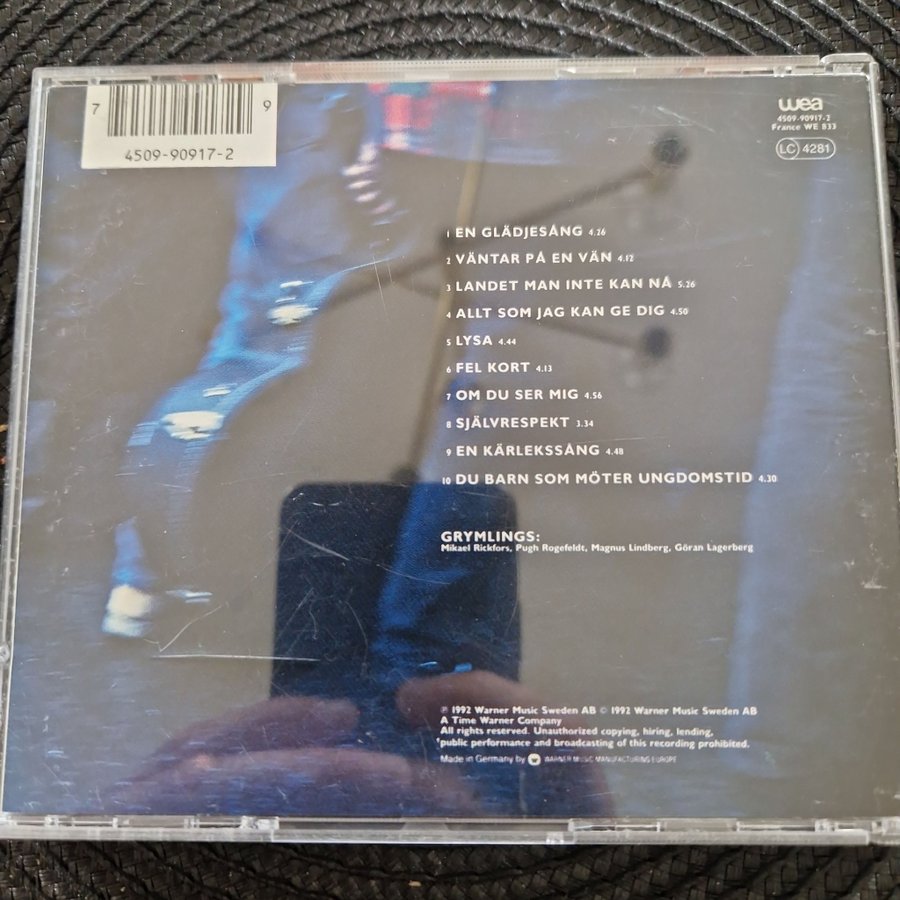 7 9
4509-90917-2
wea
4509-90917-2
France WE 833
LC 4281
1 EN GLÄDJESÅNG 4.26
2 VÄNTAR PÅ EN VÄN 4.12
3 LANDET MAN INTE KAN NÅ 5.26
4 ALLT SOM JAG KAN GE DIG 4.50
5 LYSA 4.44
6 FEL KORT 4.13
7 OM DU SER MIG 4.56
8 SJÄLVRESPEKT 3.34
9 EN KÄRLEKSSÅNG 4.48
10 DU BARN SOM MÖTER UNGDOMSTID 4.30
GRYMLINGS:
Mikael Rickfors, Pugh Rogefeldt, Magnus Lindberg, Göran Lagerberg
℗ 1992 Warner Music Sweden AB © 1992 Warner Music Sweden AB
A Time Warner Company
All rights reserved. Unauthorized copying, hiring, lending,
public performance and broadcasting of this recording prohibited.
Made in Germany by WARNER MUSIC MANUFACTURING EUROPE